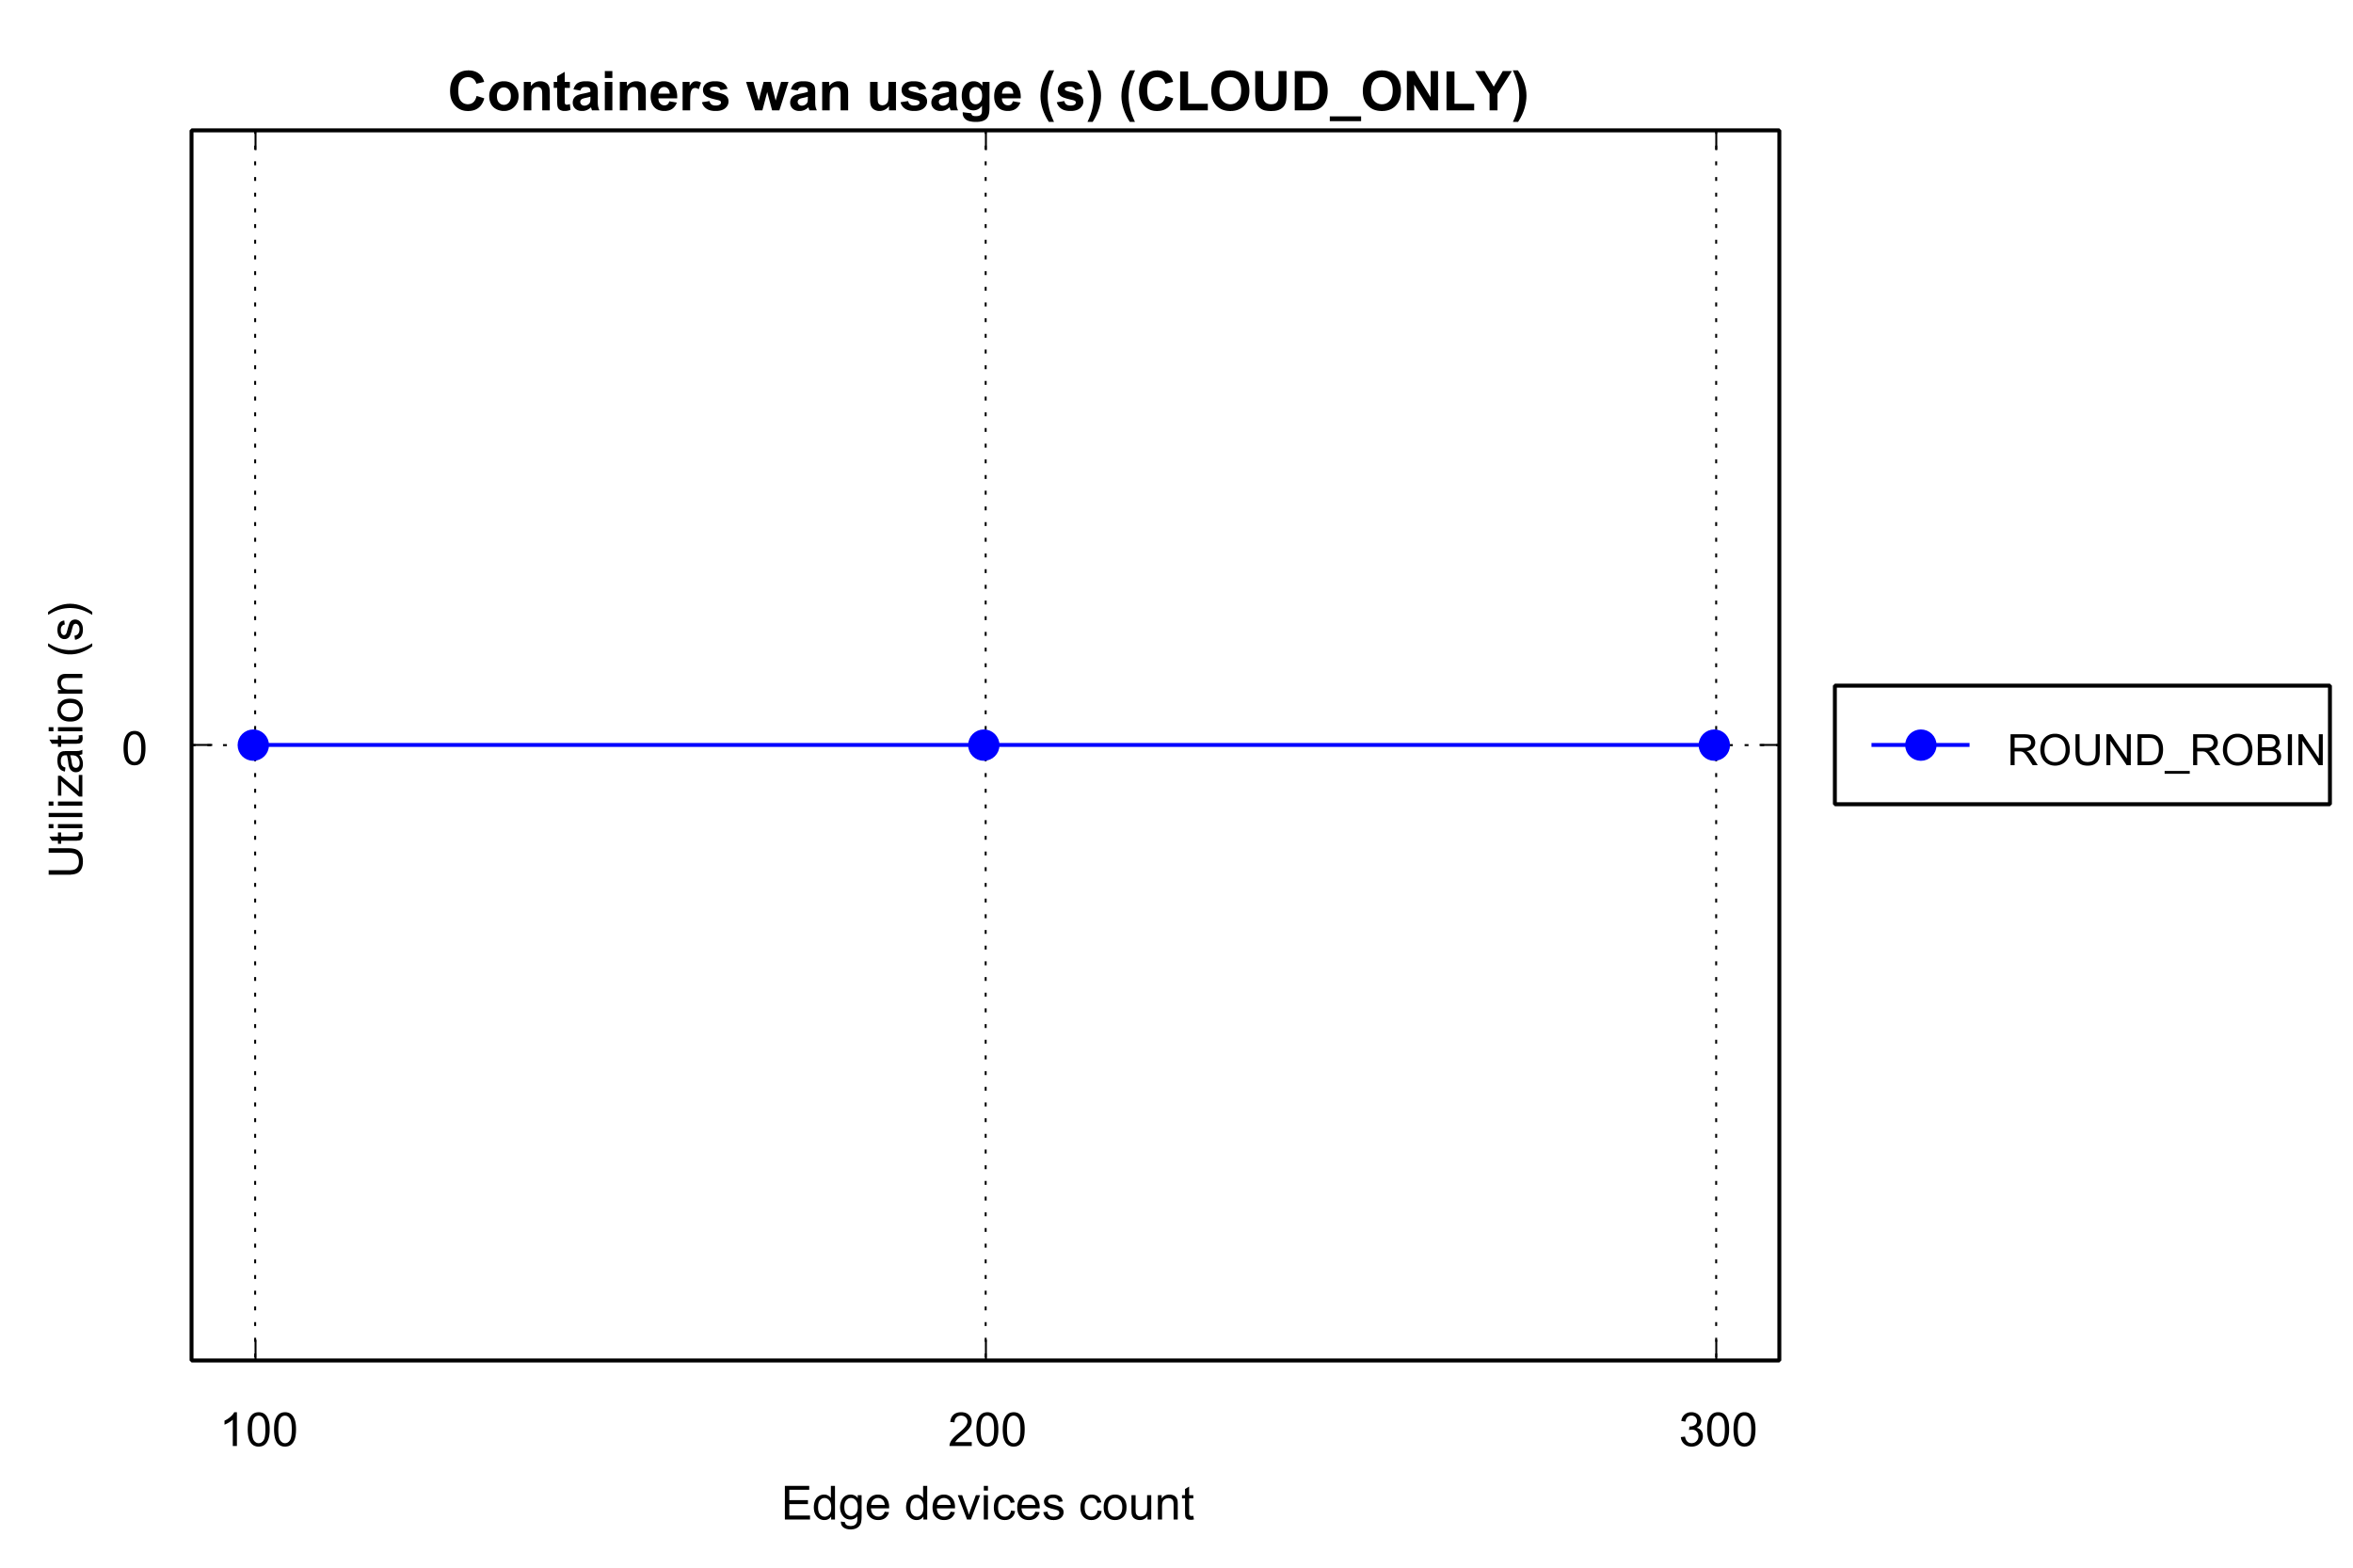 Containers wan usage (s) (CLOUD_ONLY)
Utilization (s)
0
ROUND_ROBIN
100 200 300
Edge devices count